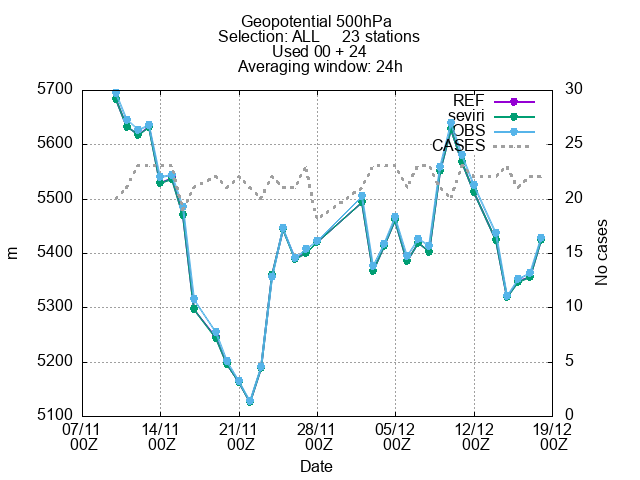 Geopotential 500hPa
Selection: ALL     23 stations
Used 00 + 24
Averaging window: 24h
5700
5600
5500
5400
5300
5200
5100
m
30
25
20
15
10
5
0
No cases
REF
seviri
OBS
CASES
07/11 14/11 21/11 28/11 05/12 12/12 19/12
00Z 00Z 00Z 00Z 00Z 00Z 00Z
Date